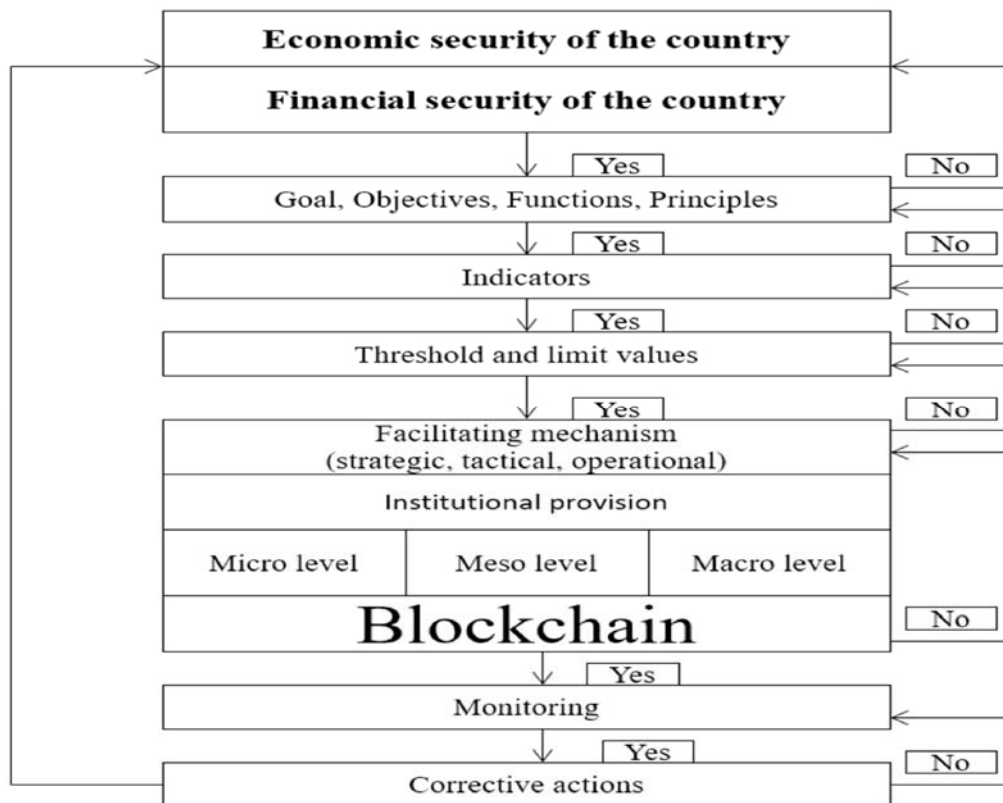 Economic security of the country
Financial security of the country
Yes
No
Goal, Objectives, Functions, Principles
Yes
No
Indicators
Yes
No
Threshold and limit values
Yes
No
Facilitating mechanism
(strategic, tactical, operational)
Institutional provision
Micro level
Meso level
Macro level
Blockchain
No
Yes
Monitoring
Yes
No
Corrective actions